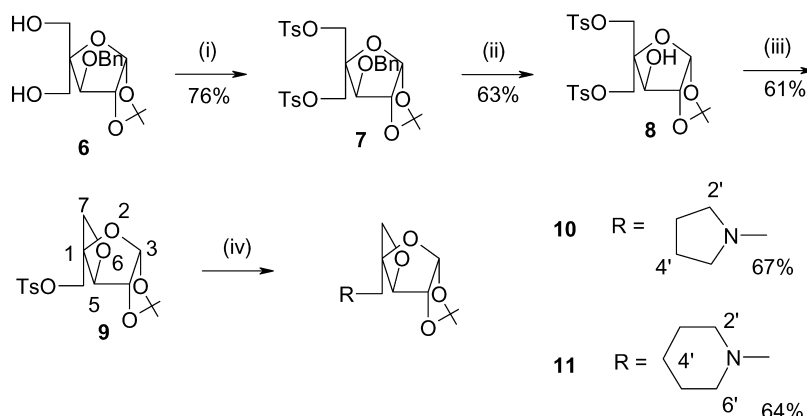 HO O OBn HO O O 6
(i) 76%
TsO O OBn TsO O O 7
(ii) 63%
TsO O OH TsO O O 8
(iii) 61%
7 O 2 1 O 6 3 TsO 5 O O 9
(iv)
O O R O O
10 R = 2' N 4' 67%
11 R = 2' 4' N 6' 64%